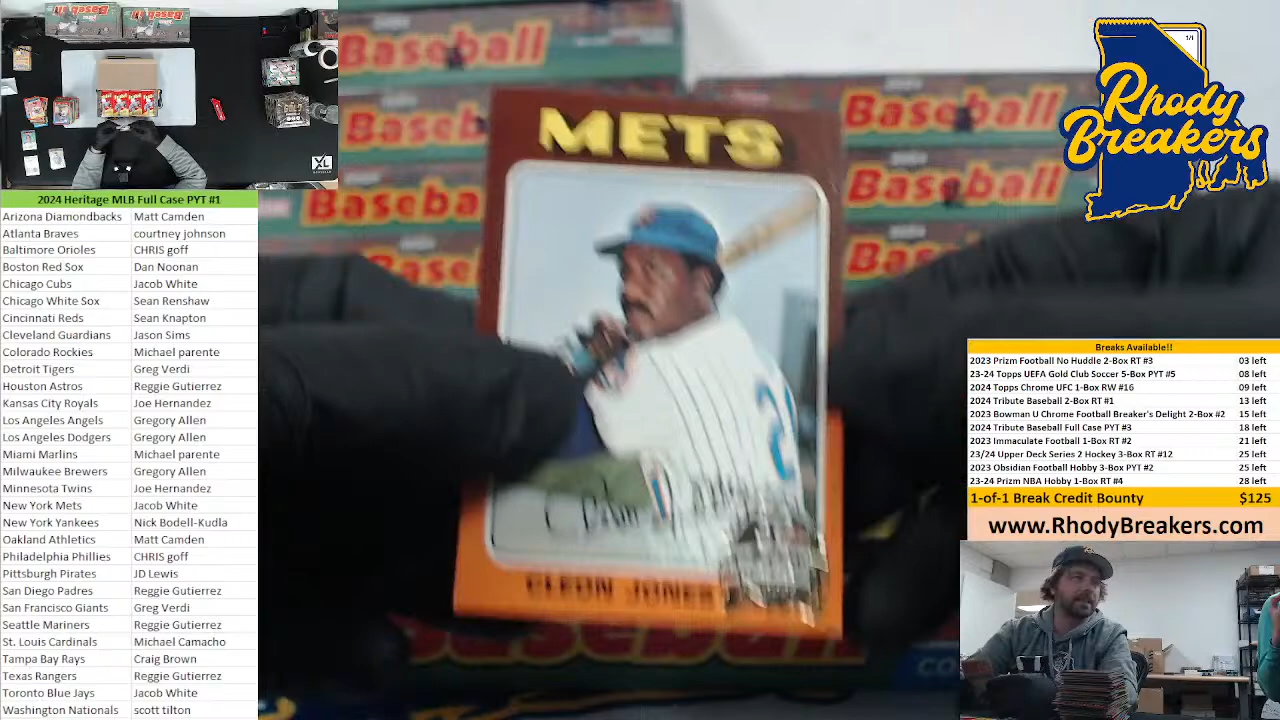 Baseball
Baseball
Baseball
Baseball
Baseball
METS
CLEON JONES
1/1
Rhody
Breakers
XL
2024 Heritage MLB Full Case PYT #1
Arizona Diamondbacks Matt Camden
Atlanta Braves courtney johnson
Baltimore Orioles CHRIS goff
Boston Red Sox Dan Noonan
Chicago Cubs Jacob White
Chicago White Sox Sean Renshaw
Cincinnati Reds Sean Knapton
Cleveland Guardians Jason Sims
Colorado Rockies Michael parente
Detroit Tigers Greg Verdi
Houston Astros Reggie Gutierrez
Kansas City Royals Joe Hernandez
Los Angeles Angels Gregory Allen
Los Angeles Dodgers Gregory Allen
Miami Marlins Michael parente
Milwaukee Brewers Gregory Allen
Minnesota Twins Joe Hernandez
New York Mets Jacob White
New York Yankees Nick Bodell-Kudla
Oakland Athletics Matt Camden
Philadelphia Phillies CHRIS goff
Pittsburgh Pirates JD Lewis
San Diego Padres Reggie Gutierrez
San Francisco Giants Greg Verdi
Seattle Mariners Reggie Gutierrez
St. Louis Cardinals Michael Camacho
Tampa Bay Rays Craig Brown
Texas Rangers Reggie Gutierrez
Toronto Blue Jays Jacob White
Washington Nationals scott tilton
Breaks Available!!
2023 Prizm Football No Huddle 2-Box RT #3 03 left
23-24 Topps UEFA Gold Club Soccer 5-Box PYT #5 08 left
2024 Topps Chrome UFC 1-Box RW #16 09 left
2024 Tribute Baseball 2-Box RT #1 13 left
2023 Bowman U Chrome Football Breaker's Delight 2-Box #2 15 left
2024 Tribute Baseball Full Case PYT #3 18 left
2023 Immaculate Football 1-Box RT #2 21 left
23/24 Upper Deck Series 2 Hockey 3-Box RT #12 25 left
2023 Obsidian Football Hobby 3-Box PYT #2 25 left
23-24 Prizm NBA Hobby 1-Box RT #4 28 left
1-of-1 Break Credit Bounty $125
www.RhodyBreakers.com